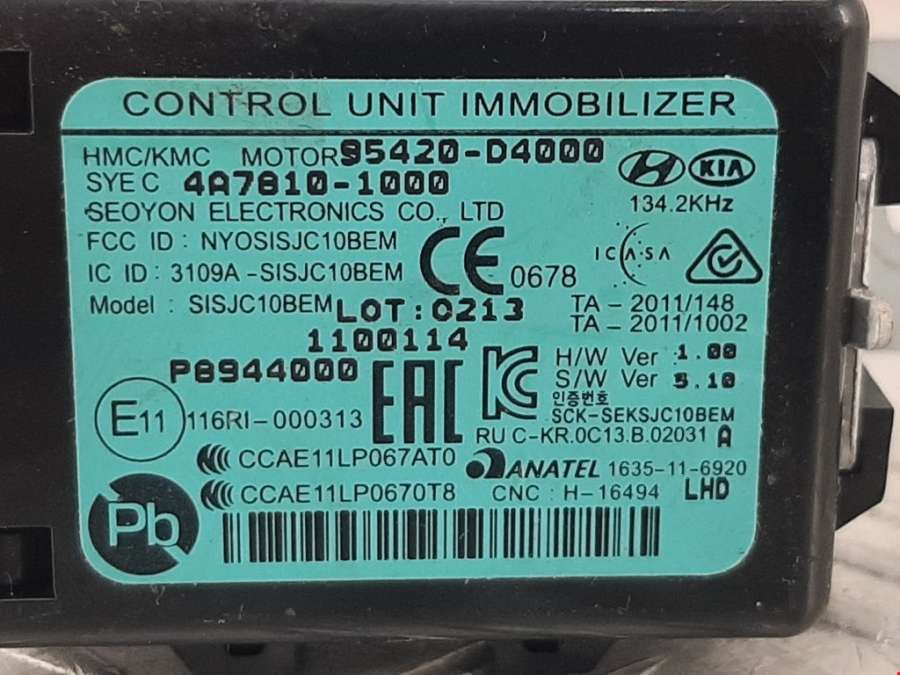 CONTROL UNIT IMMOBILIZER
HMC/KMC MOTOR 95420-D4000
KIA
SYE C 4A7810-1000
134.2KHz
SEOYON ELECTRONICS CO., LTD
FCC ID : NYOSISJC10BEM
IC ID : 3109A -SISJC10BEM
CE 0678
ICASA
Model : SISJC10BEM LOT:0213
TA - 2011/148
TA - 2011/1002
1100114
P8944000
EAC
KC
H/W Ver 1.00
S/W Ver 5.10
인증번호
SCK-SEKSJC10BEM
E11
116RI-000313
RU C-KR.0C13.B.02031 A
CCAE11LP067AT0
ANATEL 1635-11-6920
CCAE11LP0670T8
CNC : H-16494 LHD
Pb